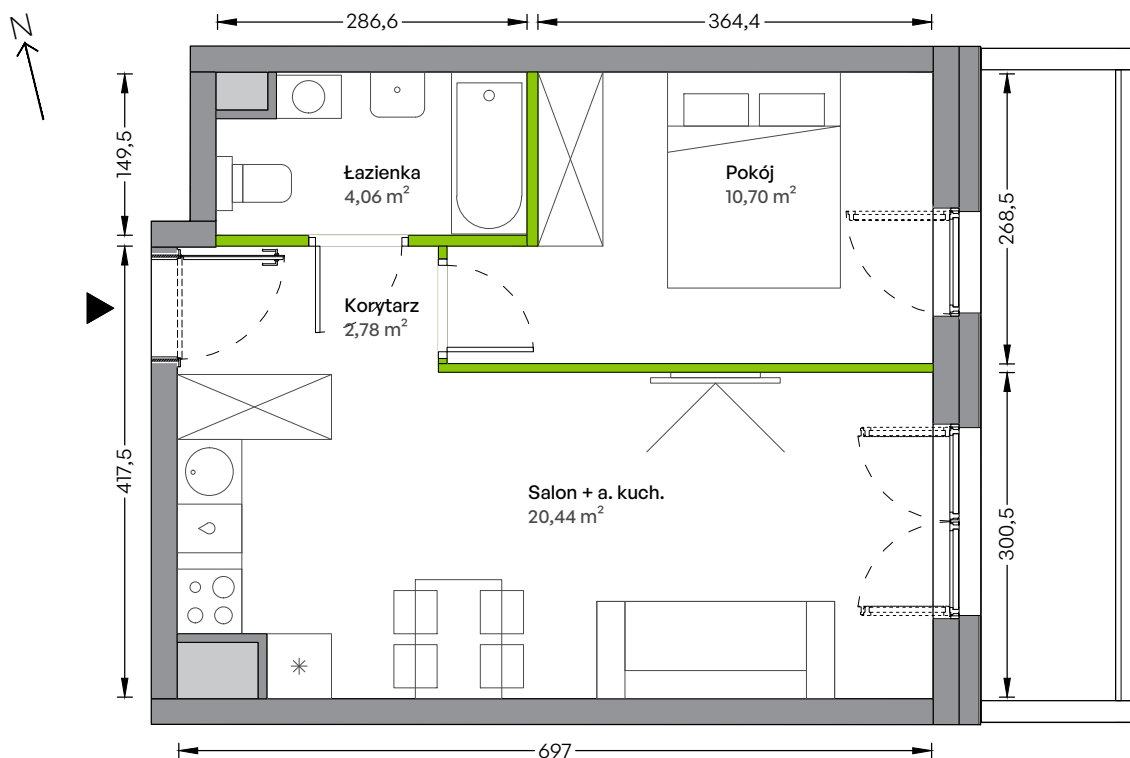 286,6
364,4
N
149,5
Łazienka
4,06 m²
Pokój
10,70 m²
268,5
Korytarz
2,78 m²
417,5
Salon + a. kuch.
20,44 m²
300,5
697